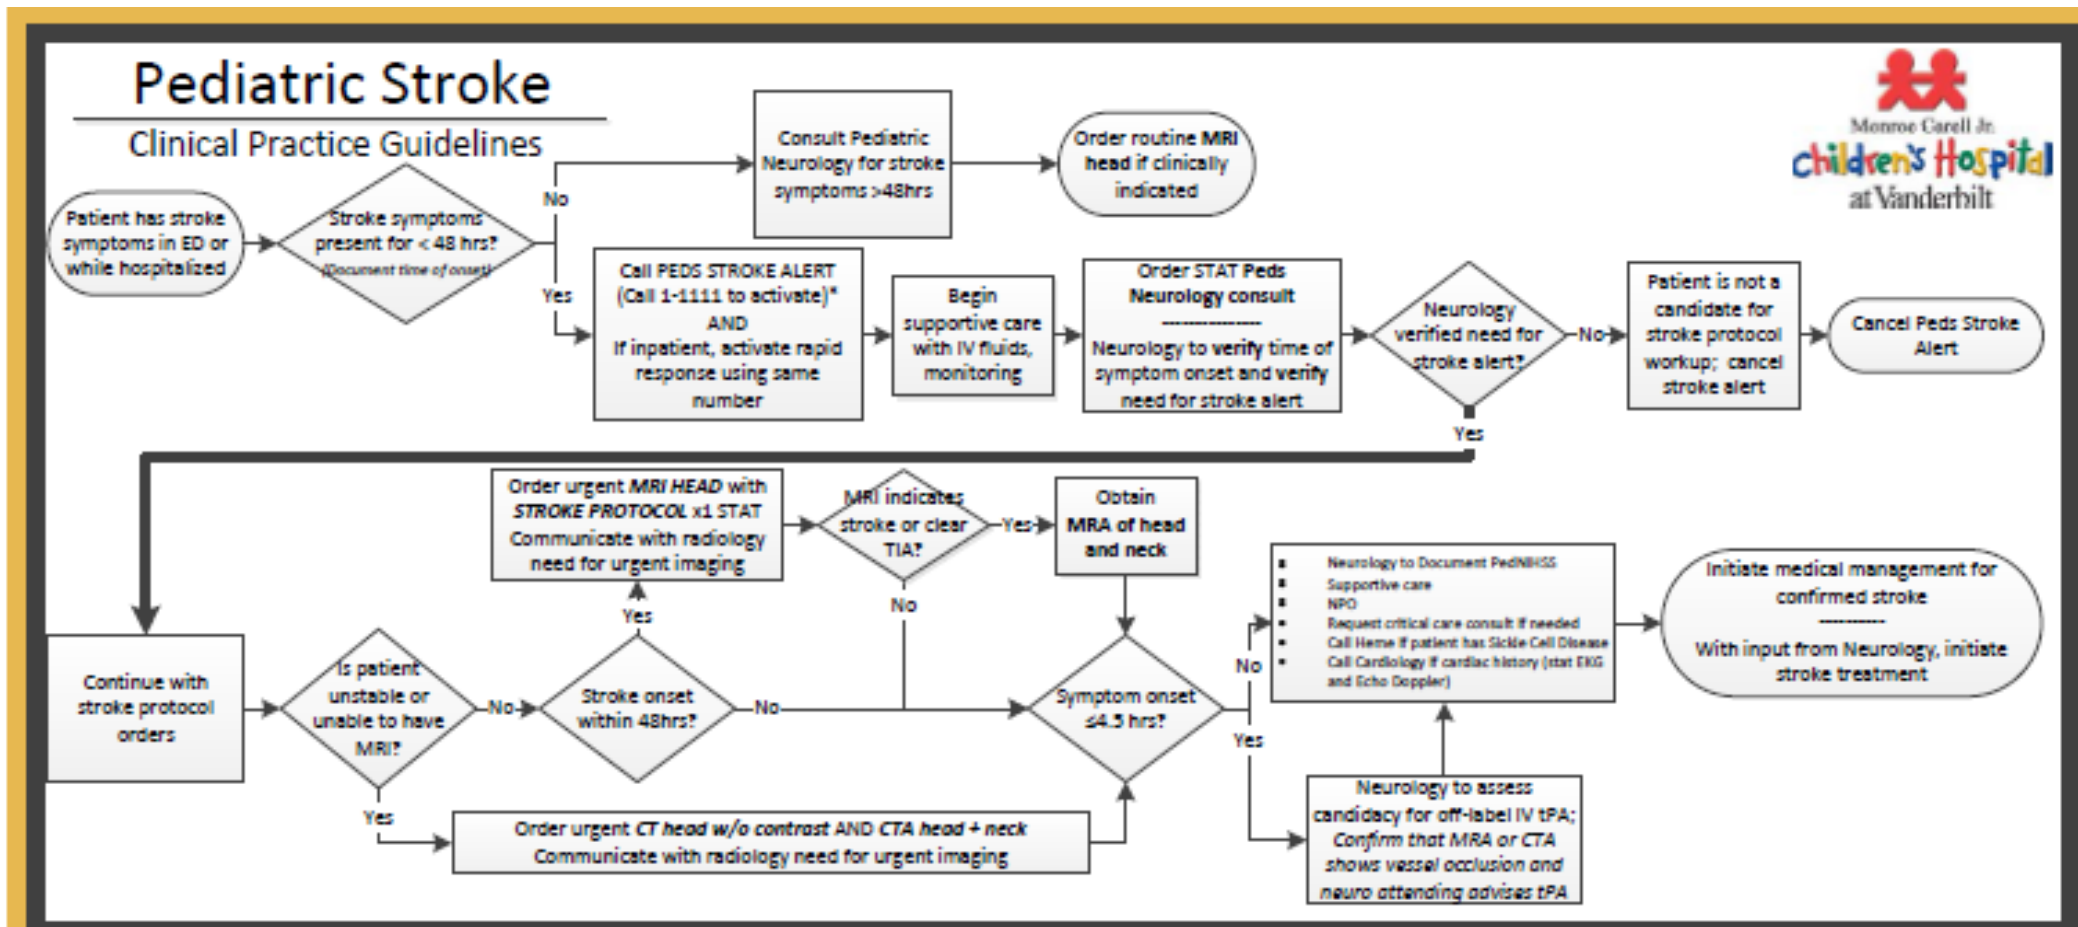 Pediatric Stroke
Clinical Practice Guidelines
Monroe Carell Jr.
Children's Hospital
at Vanderbilt
Patient has stroke
symptoms in ED or
while hospitalized
Stroke symptoms
present for < 48 hrs?
(Document time of onset)
No
Consult Pediatric
Neurology for stroke
symptoms >48hrs
Order routine MRI
head if clinically
indicated
Yes
Call PEDS STROKE ALERT
(Call 1-1111 to activate)*
AND
If inpatient, activate rapid
response using same
number
Begin
supportive care
with IV fluids,
monitoring
Order STAT Peds
Neurology consult
----------------
Neurology to verify time of
symptom onset and verify
need for stroke alert
Neurology
verified need for
stroke alert?
No
Patient is not a
candidate for
stroke protocol
workup; cancel
stroke alert
Cancel Peds Stroke
Alert
Yes
Continue with
stroke protocol
orders
Is patient
unstable or
unable to have
MRI?
No
Stroke onset
within 48hrs?
Yes
Order urgent MRI HEAD with
STROKE PROTOCOL x1 STAT
Communicate with radiology
need for urgent imaging
MRI indicates
stroke or clear
TIA?
Yes
Obtain
MRA of head
and neck
No
No
Yes
Order urgent CT head w/o contrast AND CTA head + neck
Communicate with radiology need for urgent imaging
Symptom onset
≤4.5 hrs?
No
▪ Neurology to Document PedNIHSS
▪ Supportive care
▪ NPO
▪ Request critical care consult if needed
▪ Call Heme if patient has Sickle Cell Disease
▪ Call Cardiology if cardiac history (stat EKG
and Echo Doppler)
Yes
Neurology to assess
candidacy for off-label IV tPA;
Confirm that MRA or CTA
shows vessel occlusion and
neuro attending advises tPA
Initiate medical management for
confirmed stroke
----------
With input from Neurology, initiate
stroke treatment